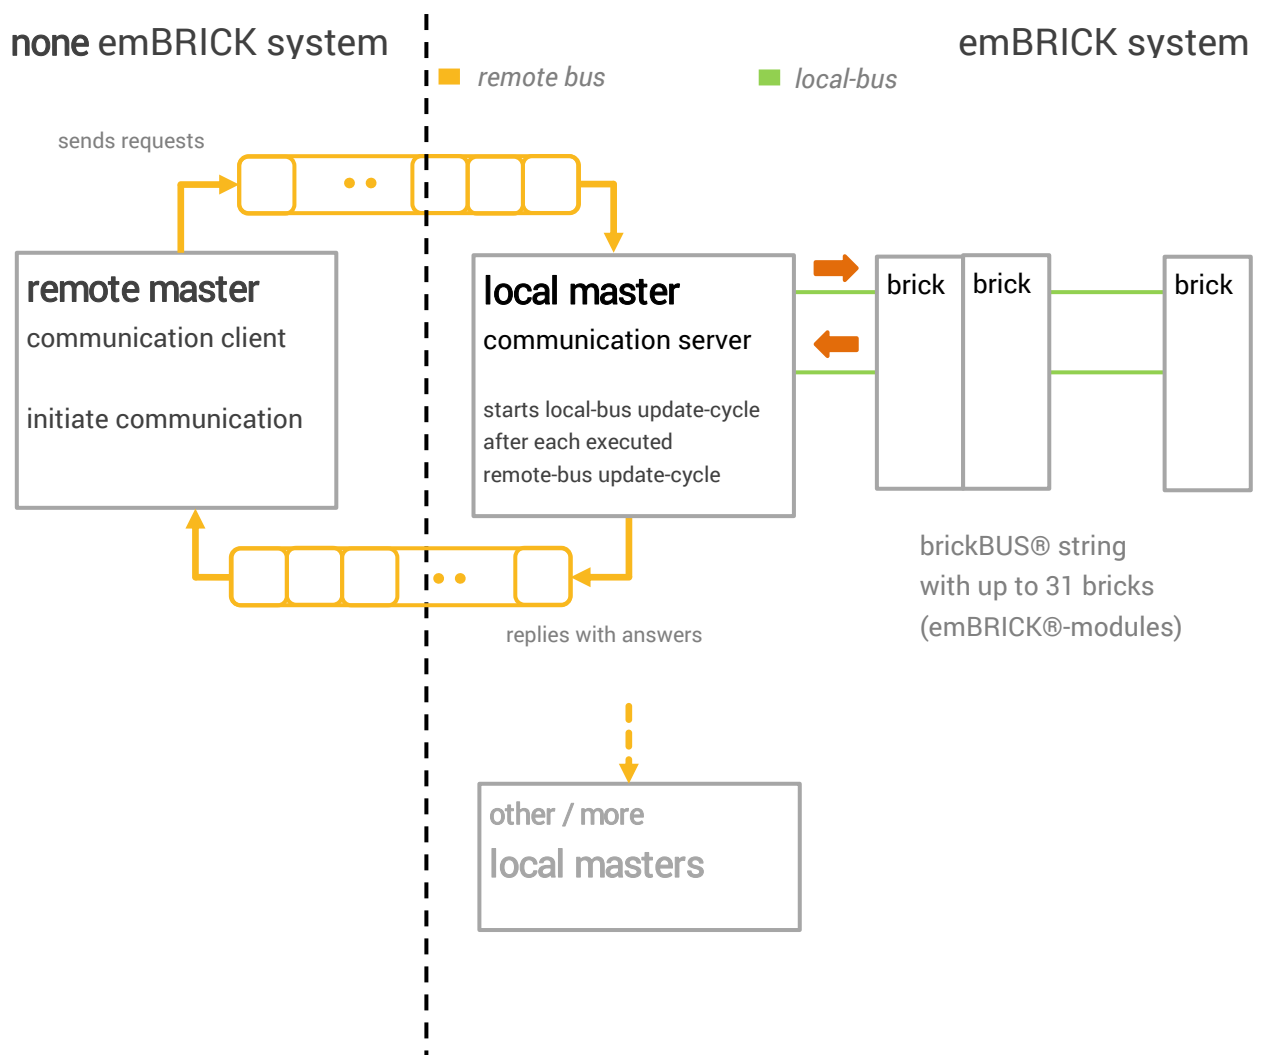 none emBRICK system
emBRICK system
remote bus
local-bus
sends requests
remote master
communication client
initiate communication
local master
communication server
starts local-bus update-cycle
after each executed
remote-bus update-cycle
brick
brick
brick
brickBUS® string
with up to 31 bricks
(emBRICK®-modules)
replies with answers
other / more
local masters